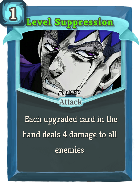 1
Level Suppression
Attack
Each upgraded card in the
hand deals 4 damage to all
enemies